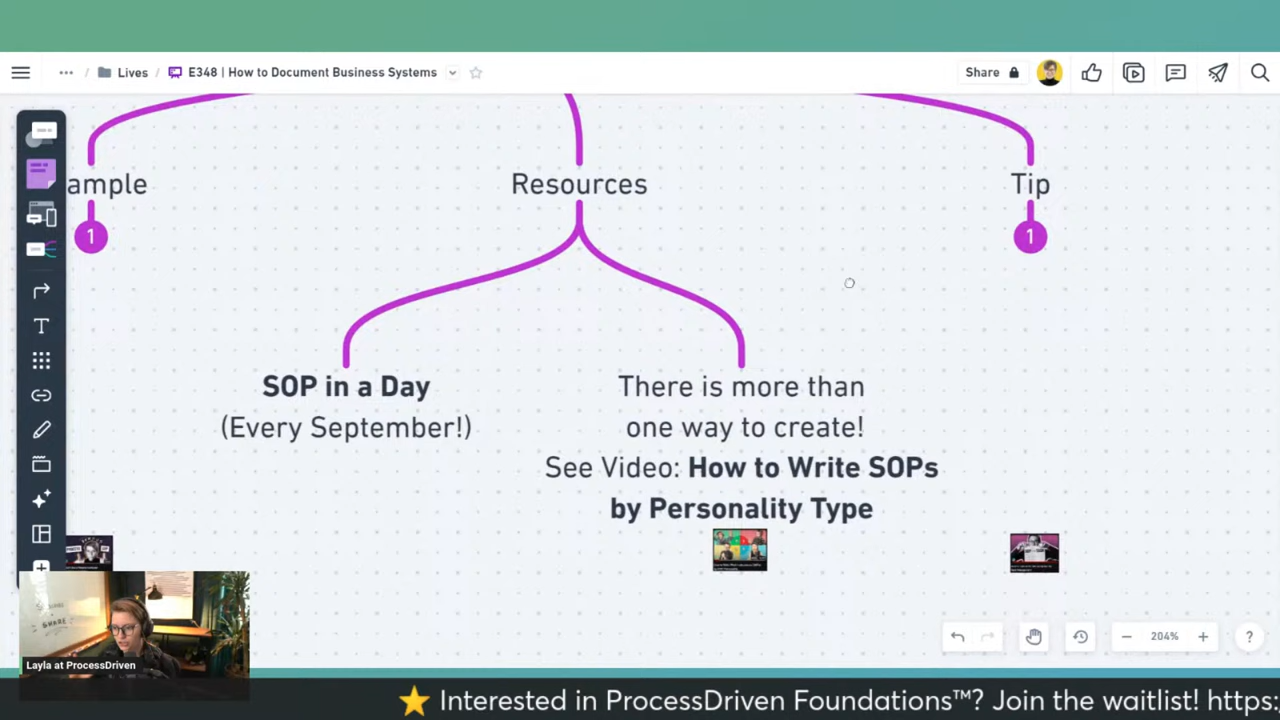 Lives / E348 | How to Document Business Systems
Share
ample
Resources
Tip
1
1
SOP in a Day
(Every September!)
There is more than
one way to create!
See Video: How to Write SOPs
by Personality Type
SHARE
Layla at ProcessDriven
204%
?
⭐ Interested in ProcessDriven Foundations™? Join the waitlist! https: